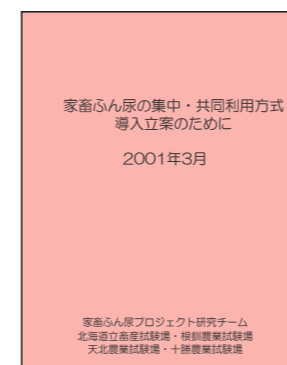 家畜ふん尿の集中・共同利用方式
導入立案のために
2001年3月
家畜ふん尿プロジェクト研究チーム
北海道立畜産試験場・根釧農業試験場
天北農業試験場・十勝農業試験場